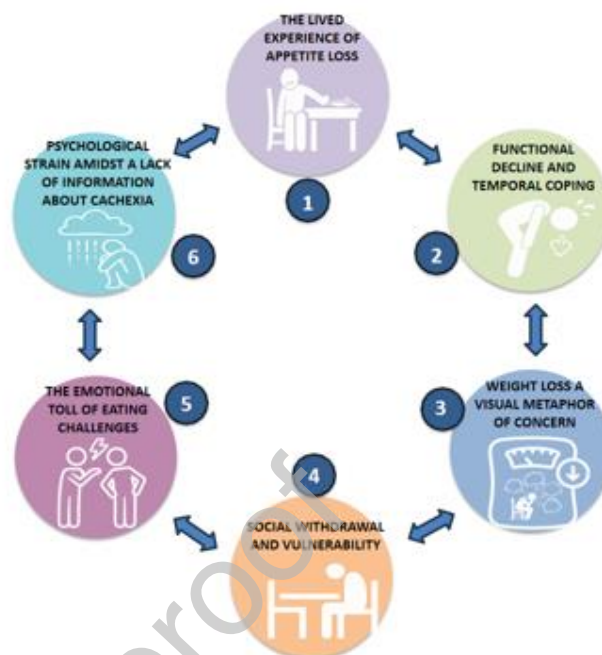 THE LIVED
EXPERIENCE OF
APPETITE LOSS
1
FUNCTIONAL
DECLINE AND
TEMPORAL COPING
2
WEIGHT LOSS A
VISUAL METAPHOR
OF CONCERN
3
4
SOCIAL WITHDRAWAL
AND VULNERABILITY
5
THE EMOTIONAL
TOLL OF EATING
CHALLENGES
PSYCHOLOGICAL
STRAIN AMIDST A LACK
OF INFORMATION
ABOUT CACHEXIA
6
proof